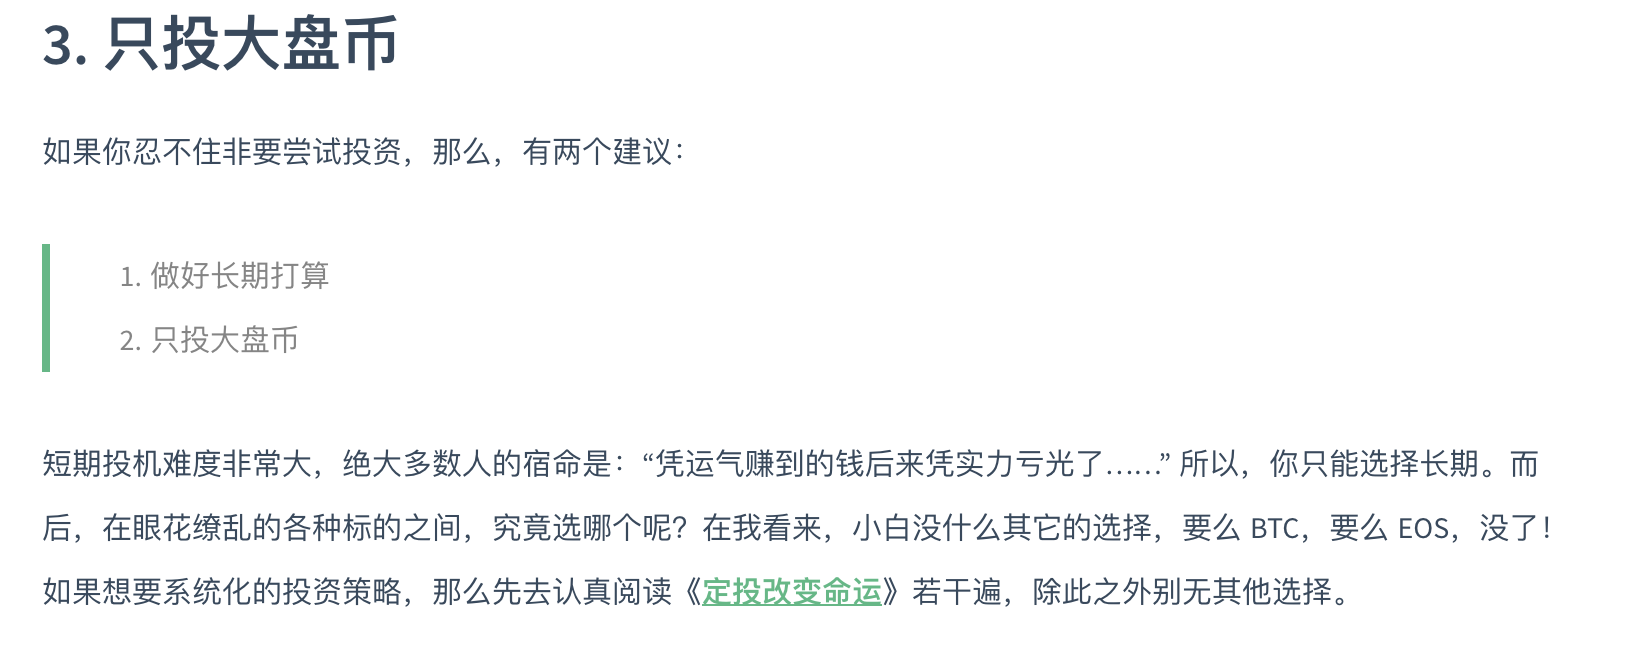 3. 只投大盘币
如果你忍不住非要尝试投资，那么，有两个建议：
1. 做好长期打算
2. 只投大盘币
短期投机难度非常大，绝大多数人的宿命是：“凭运气赚到的钱后来凭实力亏光了……” 所以，你只能选择长期。而
后，在眼花缭乱的各种标的之间，究竟选哪个呢？在我看来，小白没什么其它的选择，要么 BTC，要么 EOS，没了！
如果想要系统化的投资策略，那么先去认真阅读《定投改变命运》若干遍，除此之外别无其他选择。